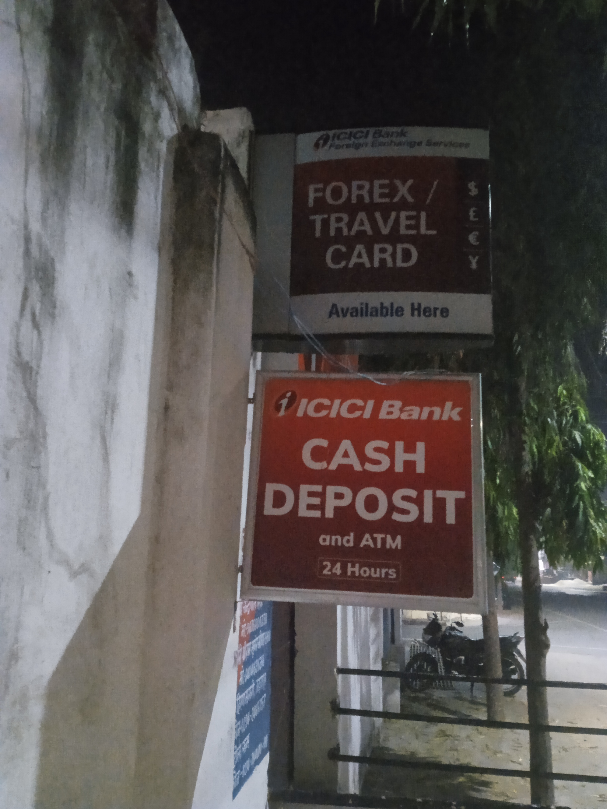 ICICI Bank
Foreign Exchange Services
FOREX /
TRAVEL
CARD
$
£
€
¥
Available Here
ICICI Bank
CASH
DEPOSIT
and ATM
24 Hours